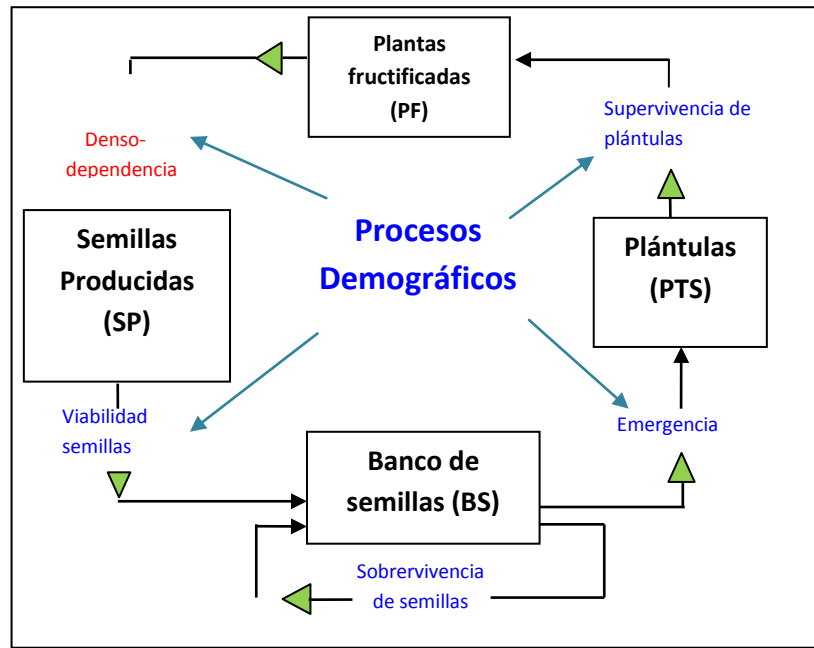 Plantas
fructificadas
(PF)
Supervivencia de
plántulas
Denso-
dependencia
Procesos
Demográficos
Semillas
Producidas
(SP)
Plántulas
(PTS)
Viabilidad
semillas
Emergencia
Banco de
semillas (BS)
Sobrervivencia
de semillas